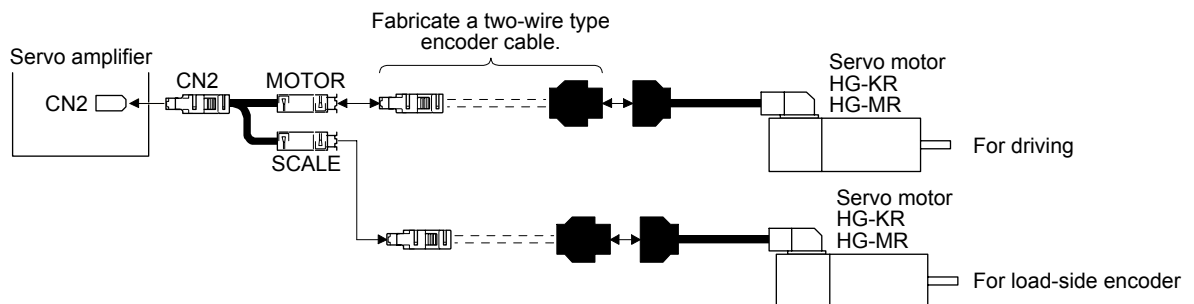 Fabricate a two-wire type
encoder cable.
Servo amplifier
CN2
MOTOR
CN2
SCALE
Servo motor
HG-KR
HG-MR
For driving
Servo motor
HG-KR
HG-MR
For load-side encoder